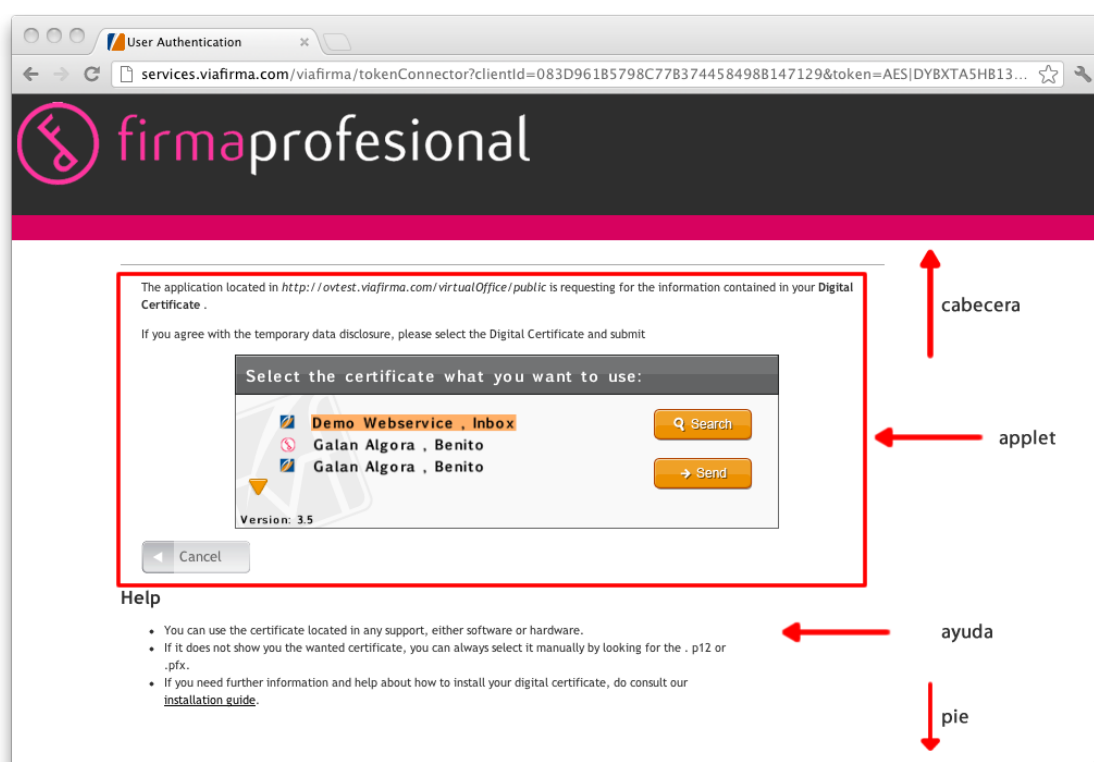 User Authentication
services.viafirma.com/viafirma/tokenConnector?clientId=083D961B5798C77B374458498B147129&token=AES|DYBXTA5HB13...
firmaprofesional
cabecera
The application located in http://ovtest.viafirma.com/virtualOffice/public is requesting for the information contained in your Digital
Certificate .
If you agree with the temporary data disclosure, please select the Digital Certificate and submit
Select the certificate what you want to use:
Demo Webservice , Inbox
Search
Galan Algora , Benito
applet
Galan Algora , Benito
Send
Version: 3.5
Cancel
Help
You can use the certificate located in any support, either software or hardware.
ayuda
If it does not show you the wanted certificate, you can always select it manually by looking for the . p12 or
.pfx.
If you need further information and help about how to install your digital certificate, do consult our
installation guide.
pie